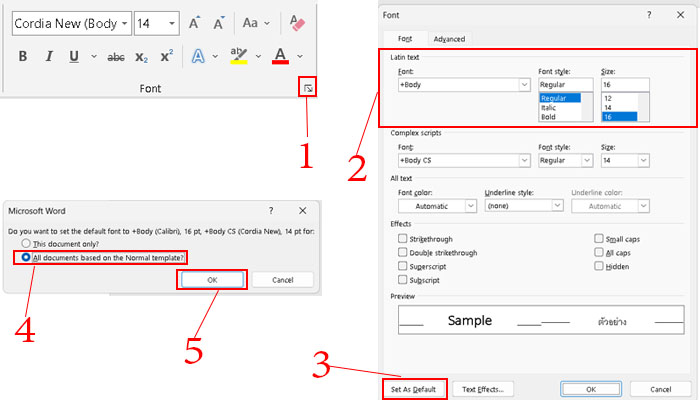 Cordia New (Body
14
A A Aa A
B I U abc x₂ x² A A
Font
1
Font
Font Advanced
Latin text
Font: Font style: Size:
+Body Regular 16
Regular 12
Italic 14
Bold 16
2
Complex scripts
Font: Font style: Size:
+Body CS Regular 14
All text
Font color: Underline style: Underline color:
Automatic (none) Automatic
Effects
Strikethrough Small caps
Double strikethrough All caps
Superscript Hidden
Subscript
Preview
Sample ตัวอย่าง
3
Set As Default Text Effects... OK Cancel
Microsoft Word
Do you want to set the default font to +Body (Calibri), 16 pt, +Body CS (Cordia New), 14 pt for:
This document only?
All documents based on the Normal template?
OK Cancel
4
5